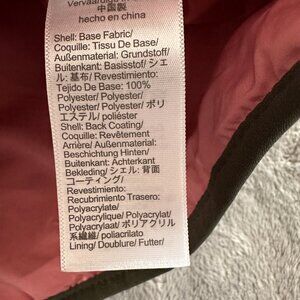 中国製
hecho en china
Shell: Base Fabric/
Coquille: Tissu De Base/
Außenmaterial: Grundstoff/
Buitenkant: Basisstof/ シェ
ル: 基布/ Revestimiento:
Tejido De Base: 100%
Polyester/ Polyester/
Polyester/ Polyester/ ポリ
エステル/ poliéster
Shell: Back Coating/
Coquille: Revêtement
Arrière/ Außenmaterial:
Beschichtung Hinten/
Buitenkant: Achterkant
Bekleding/ シェル: 背面
コーティング/
Revestimiento:
Recubrimiento Trasero:
Polyacrylate/
Polyacrylique/ Polyacrylat/
Polyacrylaat/ ポリアクリル
系繊維/ poliacrilato
Lining/ Doublure/ Futter/